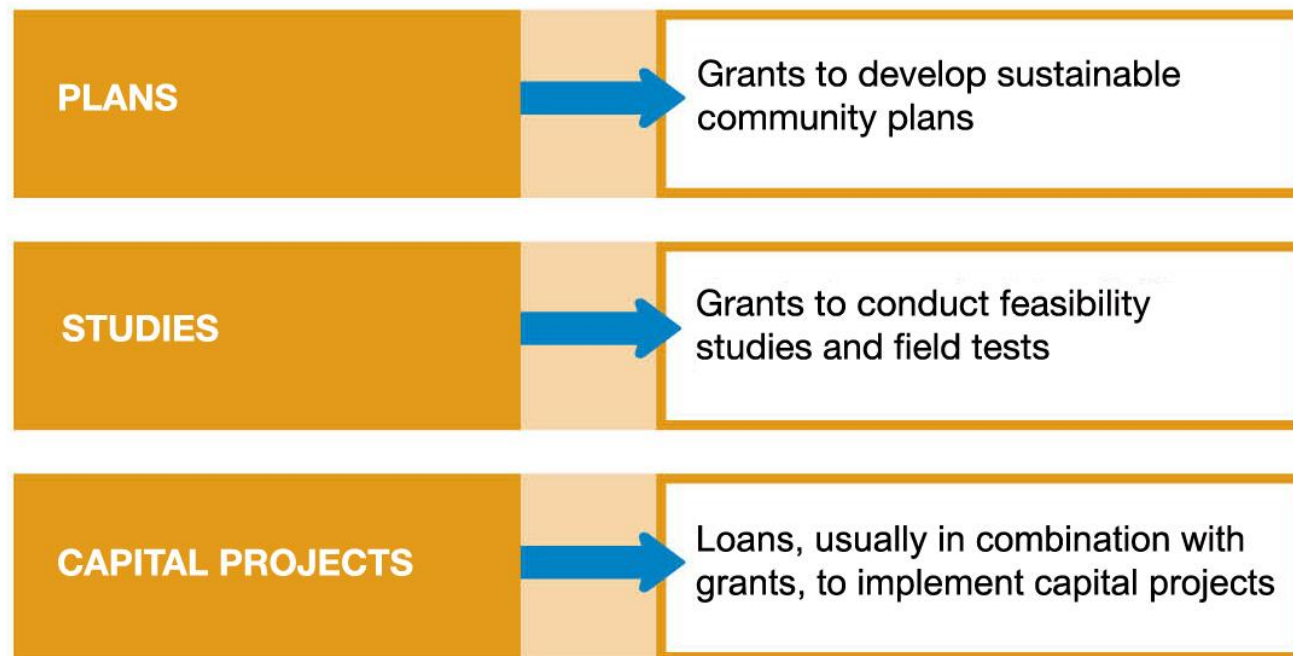 PLANS
Grants to develop sustainable
community plans
STUDIES
Grants to conduct feasibility
studies and field tests
CAPITAL PROJECTS
Loans, usually in combination with
grants, to implement capital projects